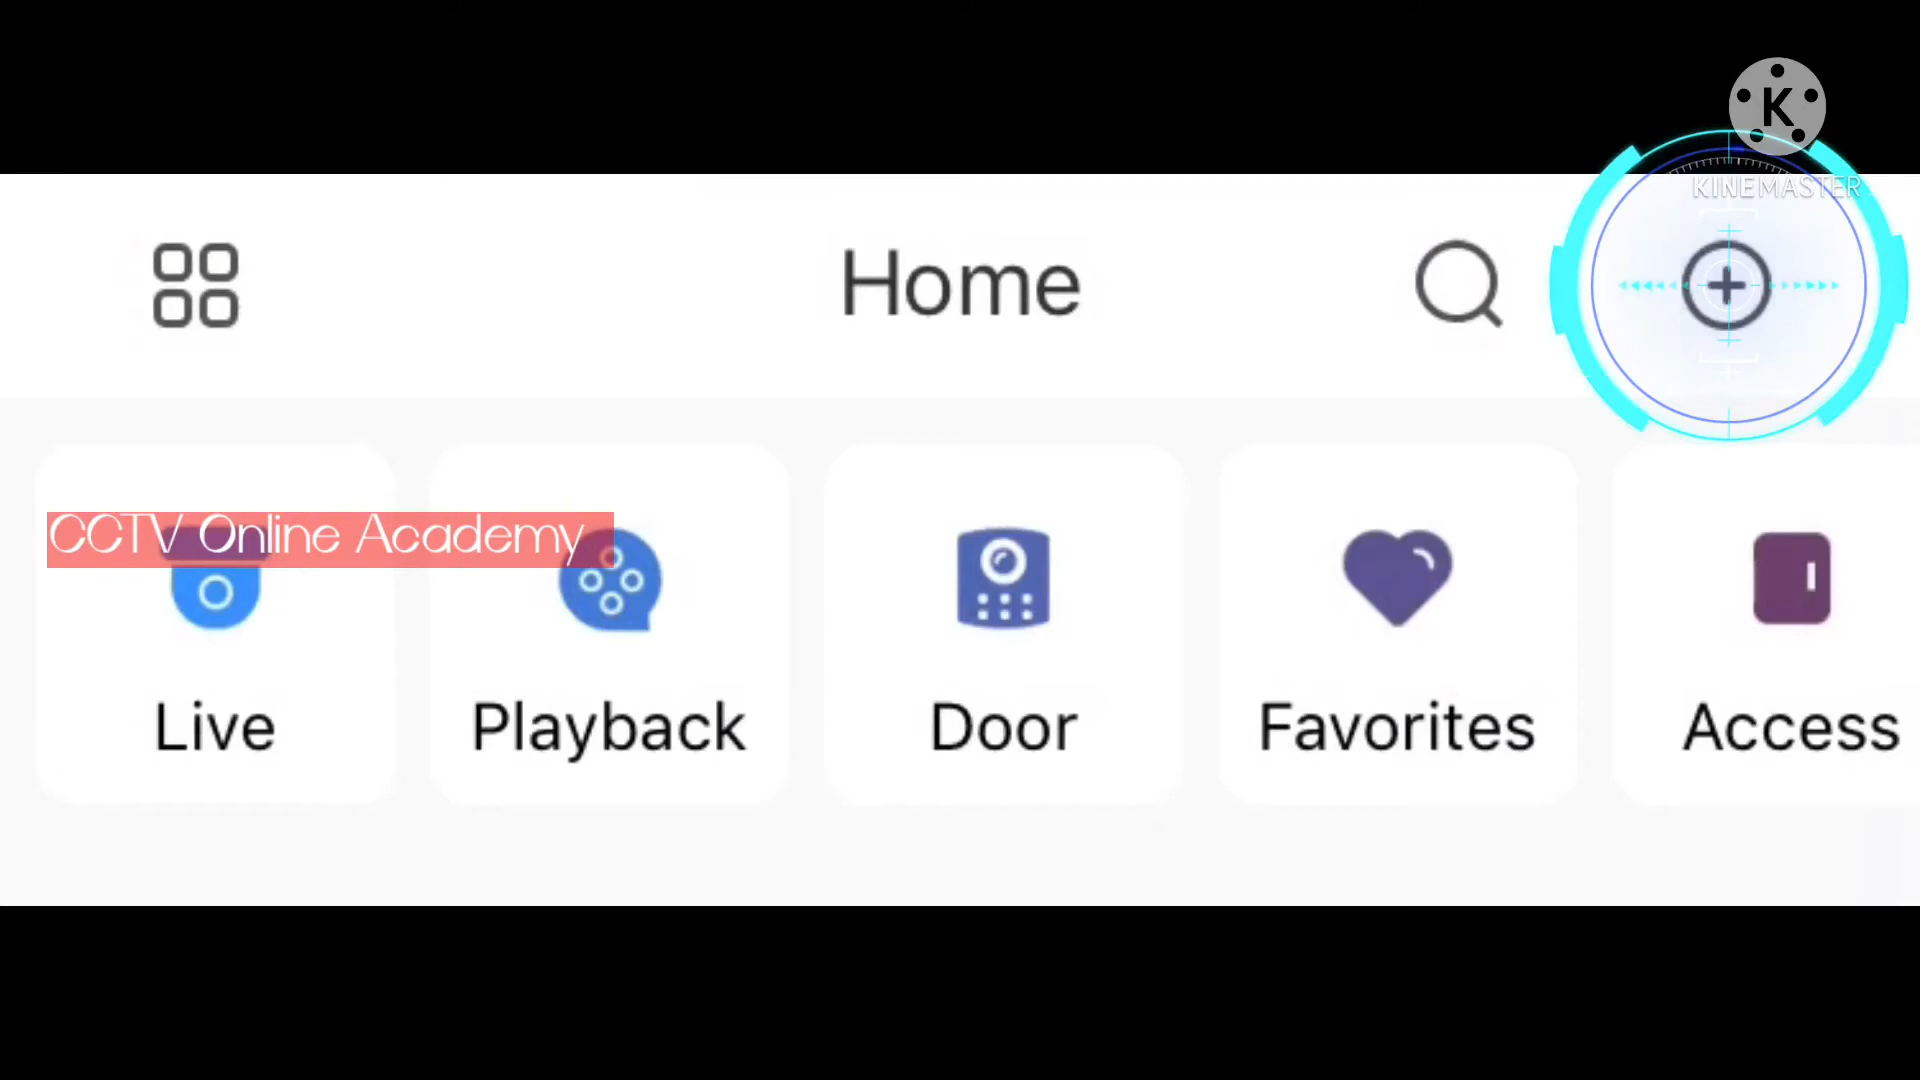 K
KINEMASTER
Home
CCTV Online Academy
Live
Playback
Door
Favorites
Access